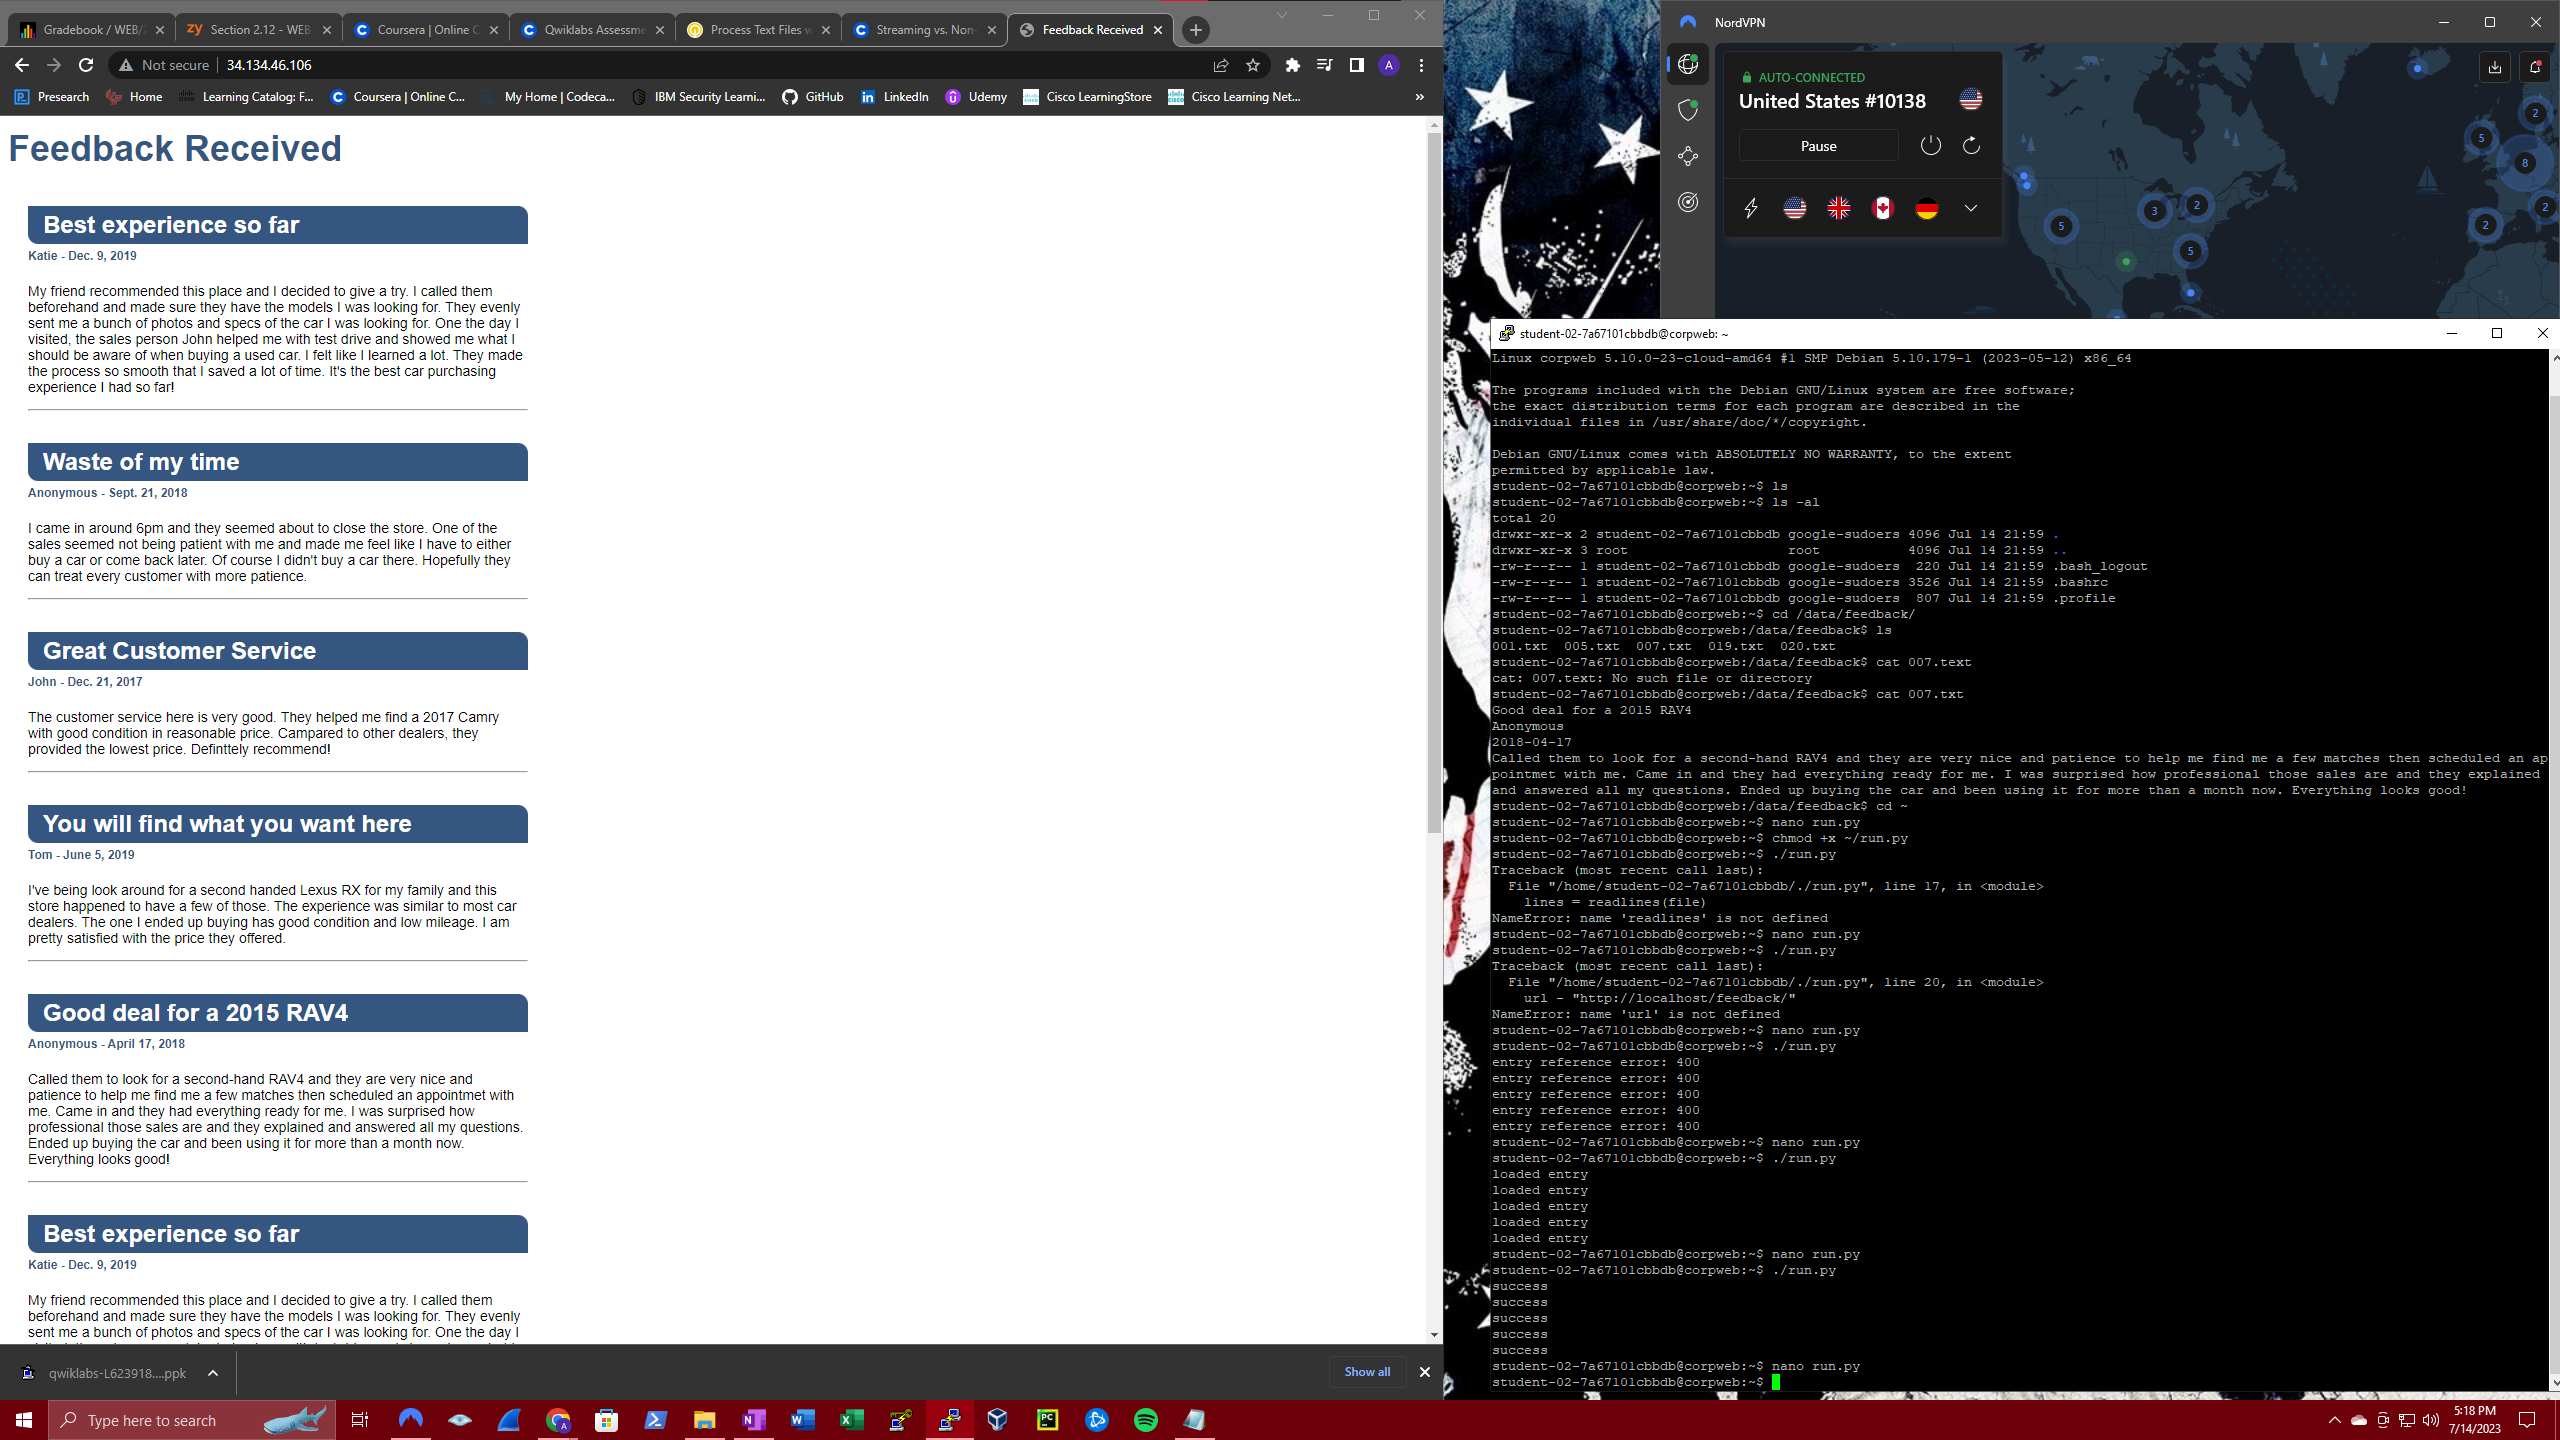 Gradebook / WEB/
Section 2.12 - WEB
Coursera | Online C
Qwiklabs Assessme
Process Text Files w
Streaming vs. Non-
Feedback Received
Not secure
34.134.46.106
A
Presearch
Home
Learning Catalog: F...
Coursera | Online C...
My Home | Codeca...
IBM Security Learni...
GitHub
LinkedIn
Udemy
Cisco LearningStore
Cisco Learning Net...
»
Feedback Received
Best experience so far
Katie - Dec. 9, 2019
My friend recommended this place and I decided to give a try. I called them
beforehand and made sure they have the models I was looking for. They evenly
sent me a bunch of photos and specs of the car I was looking for. One the day I
visited, the sales person John helped me with test drive and showed me what I
should be aware of when buying a used car. I felt like I learned a lot. They made
the process so smooth that I saved a lot of time. It's the best car purchasing
experience I had so far!
Waste of my time
Anonymous - Sept. 21, 2018
I came in around 6pm and they seemed about to close the store. One of the
sales seemed not being patient with me and made me feel like I have to either
buy a car or come back later. Of course I didn't buy a car there. Hopefully they
can treat every customer with more patience.
Great Customer Service
John - Dec. 21, 2017
The customer service here is very good. They helped me find a 2017 Camry
with good condition in reasonable price. Campared to other dealers, they
provided the lowest price. Definttely recommend!
You will find what you want here
Tom - June 5, 2019
I've being look around for a second handed Lexus RX for my family and this
store happened to have a few of those. The experience was similar to most car
dealers. The one I ended up buying has good condition and low mileage. I am
pretty satisfied with the price they offered.
Good deal for a 2015 RAV4
Anonymous - April 17, 2018
Called them to look for a second-hand RAV4 and they are very nice and
patience to help me find me a few matches then scheduled an appointmet with
me. Came in and they had everything ready for me. I was surprised how
professional those sales are and they explained and answered all my questions.
Ended up buying the car and been using it for more than a month now.
Everything looks good!
Best experience so far
Katie - Dec. 9, 2019
My friend recommended this place and I decided to give a try. I called them
beforehand and made sure they have the models I was looking for. They evenly
sent me a bunch of photos and specs of the car I was looking for. One the day I
qwiklabs-L623918....ppk
Show all
NordVPN
AUTO-CONNECTED
United States #10138
Pause
5
3
2
5
2
5
8
2
2
student-02-7a67101cbbdb@corpweb: ~
Linux corpweb 5.10.0-23-cloud-amd64 #1 SMP Debian 5.10.179-1 (2023-05-12) x86_64
The programs included with the Debian GNU/Linux system are free software;
the exact distribution terms for each program are described in the
individual files in /usr/share/doc/*/copyright.
Debian GNU/Linux comes with ABSOLUTELY NO WARRANTY, to the extent
permitted by applicable law.
student-02-7a67101cbbdb@corpweb:~$ ls
student-02-7a67101cbbdb@corpweb:~$ ls -al
total 20
drwxr-xr-x 2 student-02-7a67101cbbdb google-sudoers 4096 Jul 14 21:59 .
drwxr-xr-x 3 root                    root           4096 Jul 14 21:59 ..
-rw-r--r-- 1 student-02-7a67101cbbdb google-sudoers  220 Jul 14 21:59 .bash_logout
-rw-r--r-- 1 student-02-7a67101cbbdb google-sudoers 3526 Jul 14 21:59 .bashrc
-rw-r--r-- 1 student-02-7a67101cbbdb google-sudoers  807 Jul 14 21:59 .profile
student-02-7a67101cbbdb@corpweb:~$ cd /data/feedback/
student-02-7a67101cbbdb@corpweb:/data/feedback$ ls
001.txt  005.txt  007.txt  019.txt  020.txt
student-02-7a67101cbbdb@corpweb:/data/feedback$ cat 007.text
cat: 007.text: No such file or directory
student-02-7a67101cbbdb@corpweb:/data/feedback$ cat 007.txt
Good deal for a 2015 RAV4
Anonymous
2018-04-17
Called them to look for a second-hand RAV4 and they are very nice and patience to help me find me a few matches then scheduled an ap
pointmet with me. Came in and they had everything ready for me. I was surprised how professional those sales are and they explained
and answered all my questions. Ended up buying the car and been using it for more than a month now. Everything looks good!
student-02-7a67101cbbdb@corpweb:/data/feedback$ cd ~
student-02-7a67101cbbdb@corpweb:~$ nano run.py
student-02-7a67101cbbdb@corpweb:~$ chmod +x ~/run.py
student-02-7a67101cbbdb@corpweb:~$ ./run.py
Traceback (most recent call last):
  File "/home/student-02-7a67101cbbdb/./run.py", line 17, in <module>
    lines = readlines(file)
NameError: name 'readlines' is not defined
student-02-7a67101cbbdb@corpweb:~$ nano run.py
student-02-7a67101cbbdb@corpweb:~$ ./run.py
Traceback (most recent call last):
  File "/home/student-02-7a67101cbbdb/./run.py", line 20, in <module>
    url - "http://localhost/feedback/"
NameError: name 'url' is not defined
student-02-7a67101cbbdb@corpweb:~$ nano run.py
student-02-7a67101cbbdb@corpweb:~$ ./run.py
entry reference error: 400
entry reference error: 400
entry reference error: 400
entry reference error: 400
entry reference error: 400
student-02-7a67101cbbdb@corpweb:~$ nano run.py
student-02-7a67101cbbdb@corpweb:~$ ./run.py
loaded entry
loaded entry
loaded entry
loaded entry
loaded entry
student-02-7a67101cbbdb@corpweb:~$ nano run.py
student-02-7a67101cbbdb@corpweb:~$ ./run.py
success
success
success
success
success
student-02-7a67101cbbdb@corpweb:~$ nano run.py
student-02-7a67101cbbdb@corpweb:~$
Type here to search
5:18 PM
7/14/2023